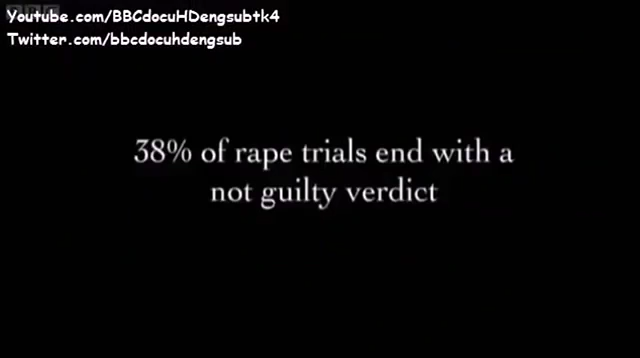 Youtube.com/BBCdocuHDengsubtk4
Twitter.com/bbcdocuhdengsub
38% of rape trials end with a
not guilty verdict